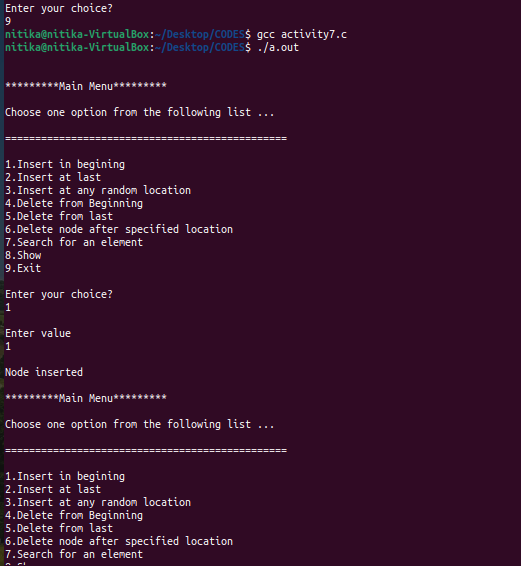 Enter your choice?
9
nitika@nitika-VirtualBox:~/Desktop/CODES$ gcc activity7.c
nitika@nitika-VirtualBox:~/Desktop/CODES$ ./a.out
*********Main Menu*********
Choose one option from the following list ...
===============================================
1.Insert in begining
2.Insert at last
3.Insert at any random location
4.Delete from Beginning
5.Delete from last
6.Delete node after specified location
7.Search for an element
8.Show
9.Exit
Enter your choice?
1
Enter value
1
Node inserted
*********Main Menu*********
Choose one option from the following list ...
===============================================
1.Insert in begining
2.Insert at last
3.Insert at any random location
4.Delete from Beginning
5.Delete from last
6.Delete node after specified location
7.Search for an element